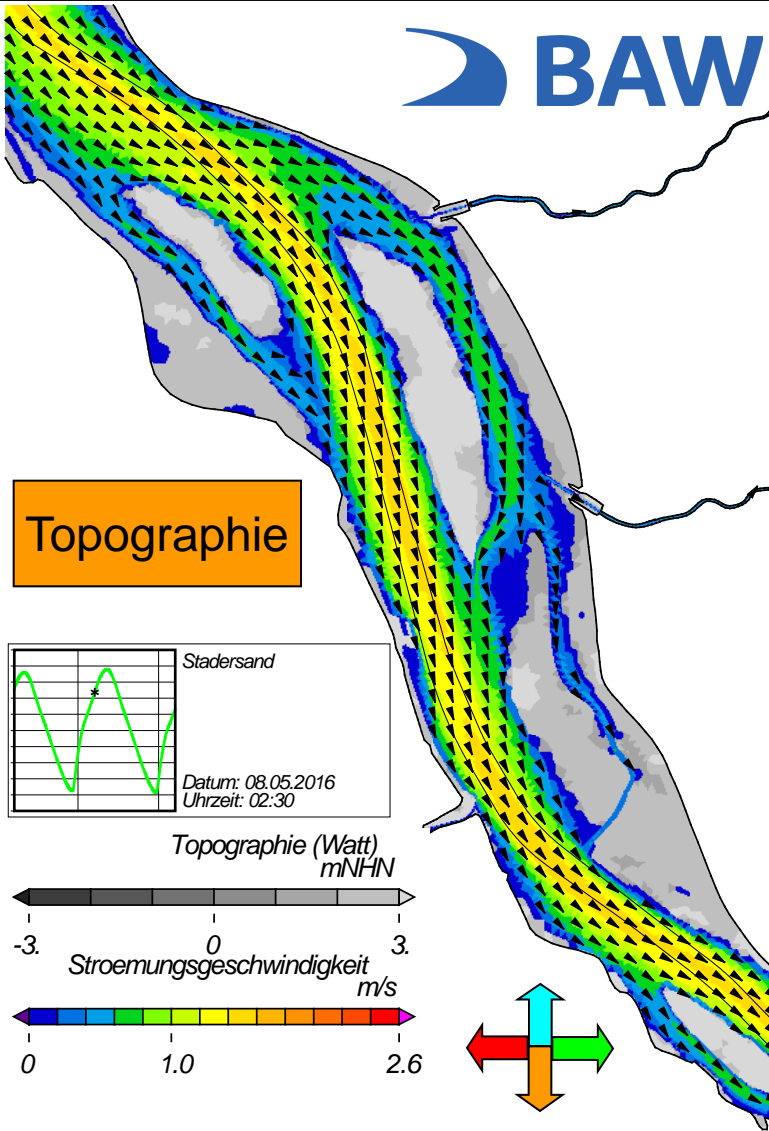 BAW
Topographie
Stadersand
Datum: 08.05.2016
Uhrzeit: 02:30
Topographie (Watt)
mNHN
-3. 0 3.
Stroemungsgeschwindigkeit
m/s
0 1.0 2.6